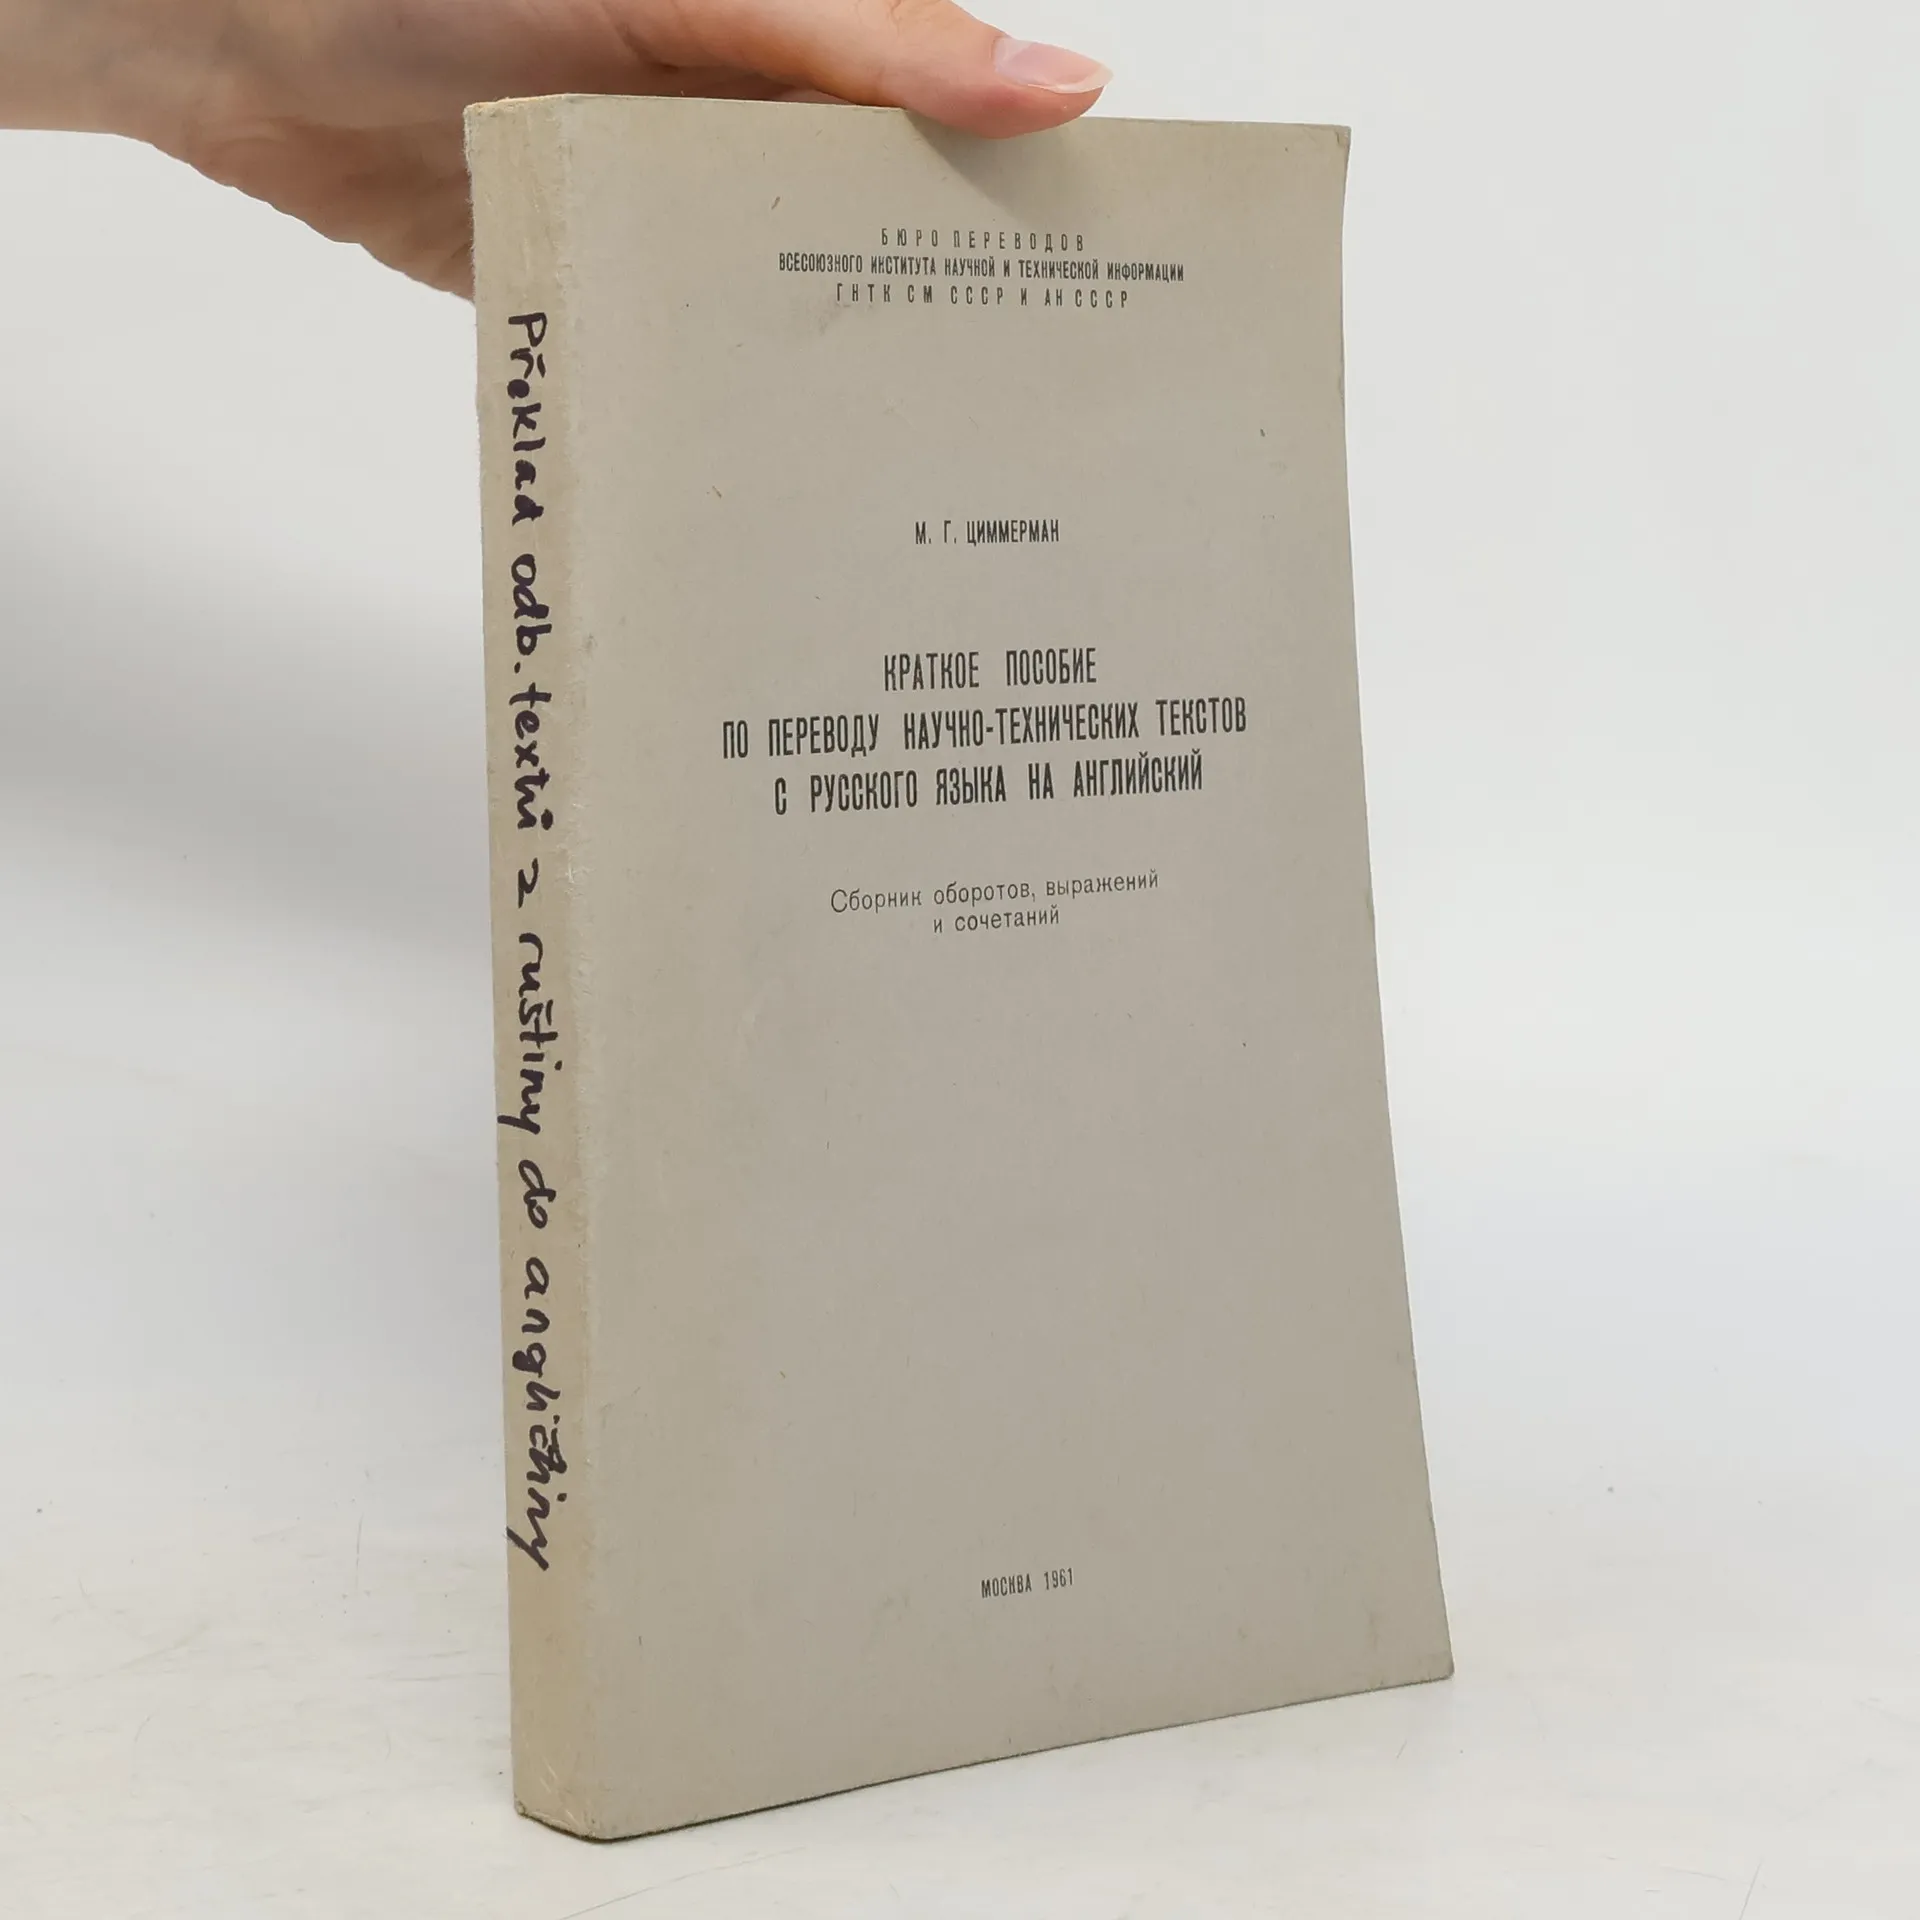 БЮРО ПЕРЕВОДОВ
ВСЕСОЮЗНОГО ИНСТИТУТА НАУЧНОЙ И ТЕХНИЧЕСКОЙ ИНФОРМАЦИИ
ГНТК СМ СССР И АН СССР
М. Г. ЦИММЕРМАН
КРАТКОЕ ПОСОБИЕ
ПО ПЕРЕВОДУ НАУЧНО-ТЕХНИЧЕСКИХ ТЕКСТОВ
С РУССКОГО ЯЗЫКА НА АНГЛИЙСКИЙ
Сборник оборотов, выражений
и сочетаний
МОСКВА 1961
Překlad odb. textů z ruštiny do angličtiny